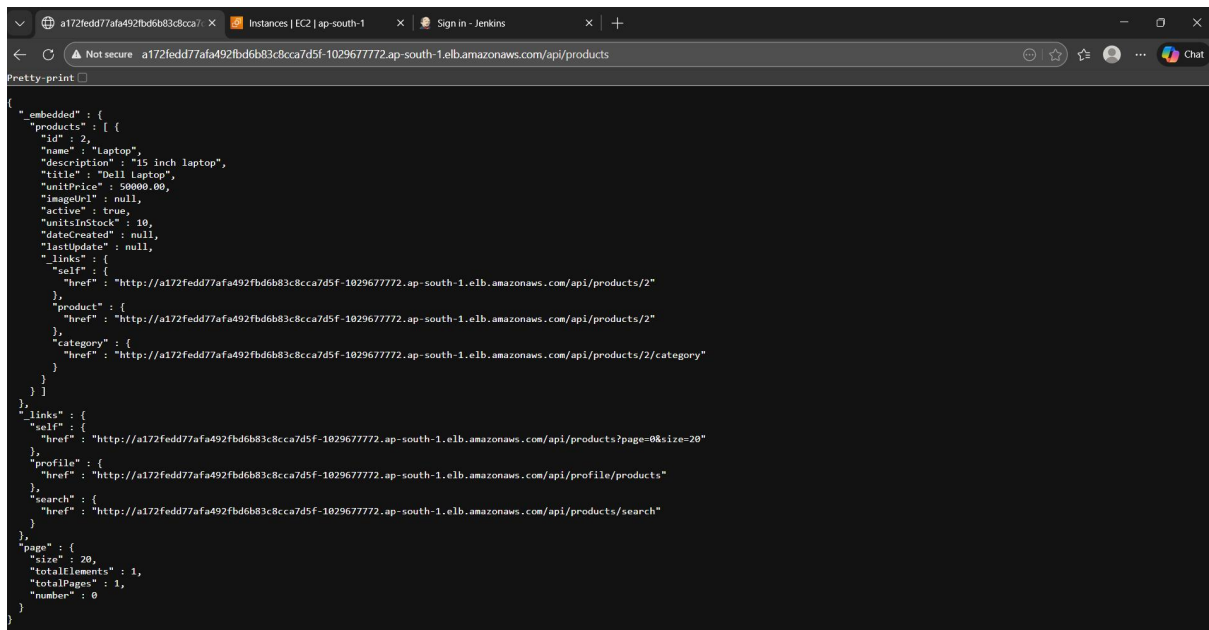 a172fedd77afa492fbd6b83c8cca7c
Instances | EC2 | ap-south-1
Sign in - Jenkins
Not secure a172fedd77afa492fbd6b83c8cca7d5f-1029677772.ap-south-1.elb.amazonaws.com/api/products
Chat
Pretty-print
{
  "_embedded" : {
    "products" : [ {
      "id" : 2,
      "name" : "Laptop",
      "description" : "15 inch laptop",
      "title" : "Dell Laptop",
      "unitPrice" : 50000.00,
      "imageUrl" : null,
      "active" : true,
      "unitsInStock" : 10,
      "dateCreated" : null,
      "lastUpdate" : null,
      "_links" : {
        "self" : {
          "href" : "http://a172fedd77afa492fbd6b83c8cca7d5f-1029677772.ap-south-1.elb.amazonaws.com/api/products/2"
        },
        "product" : {
          "href" : "http://a172fedd77afa492fbd6b83c8cca7d5f-1029677772.ap-south-1.elb.amazonaws.com/api/products/2"
        },
        "category" : {
          "href" : "http://a172fedd77afa492fbd6b83c8cca7d5f-1029677772.ap-south-1.elb.amazonaws.com/api/products/2/category"
        }
      }
    } ]
  },
  "_links" : {
    "self" : {
      "href" : "http://a172fedd77afa492fbd6b83c8cca7d5f-1029677772.ap-south-1.elb.amazonaws.com/api/products?page=0&size=20"
    },
    "profile" : {
      "href" : "http://a172fedd77afa492fbd6b83c8cca7d5f-1029677772.ap-south-1.elb.amazonaws.com/api/profile/products"
    },
    "search" : {
      "href" : "http://a172fedd77afa492fbd6b83c8cca7d5f-1029677772.ap-south-1.elb.amazonaws.com/api/products/search"
    }
  },
  "page" : {
    "size" : 20,
    "totalElements" : 1,
    "totalPages" : 1,
    "number" : 0
  }
}